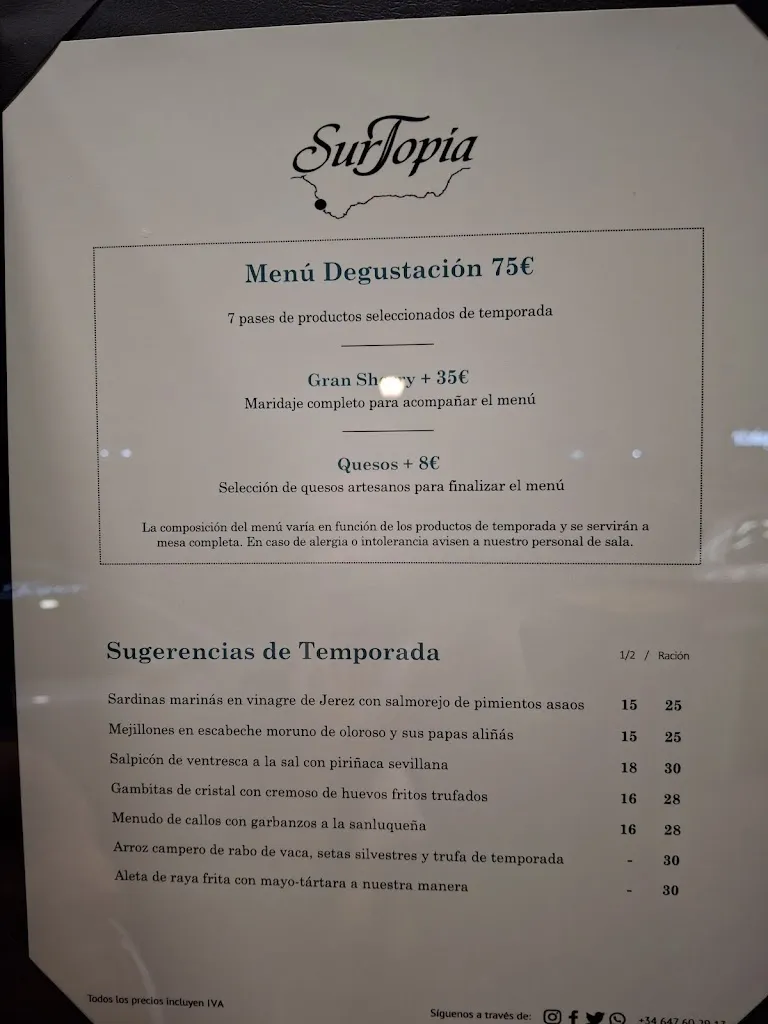 SurTopía
Menú Degustación 75€
7 pases de productos seleccionados de temporada
Gran Sherry + 35€
Maridaje completo para acompañar el menú
Quesos + 8€
Selección de quesos artesanos para finalizar el menú
La composición del menú varía en función de los productos de temporada y se servirán a
mesa completa. En caso de alergia o intolerancia avisen a nuestro personal de sala.
Sugerencias de Temporada 1/2 / Ración
Sardinas marinás en vinagre de Jerez con salmorejo de pimientos asaos 15 25
Mejillones en escabeche moruno de oloroso y sus papas aliñás 15 25
Salpicón de ventresca a la sal con piriñaca sevillana 18 30
Gambitas de cristal con cremoso de huevos fritos trufados 16 28
Menudo de callos con garbanzos a la sanluqueña 16 28
Arroz campero de rabo de vaca, setas silvestres y trufa de temporada - 30
Aleta de raya frita con mayo-tártara a nuestra manera - 30
Todos los precios incluyen IVA
Síguenos a través de: +34 647 60